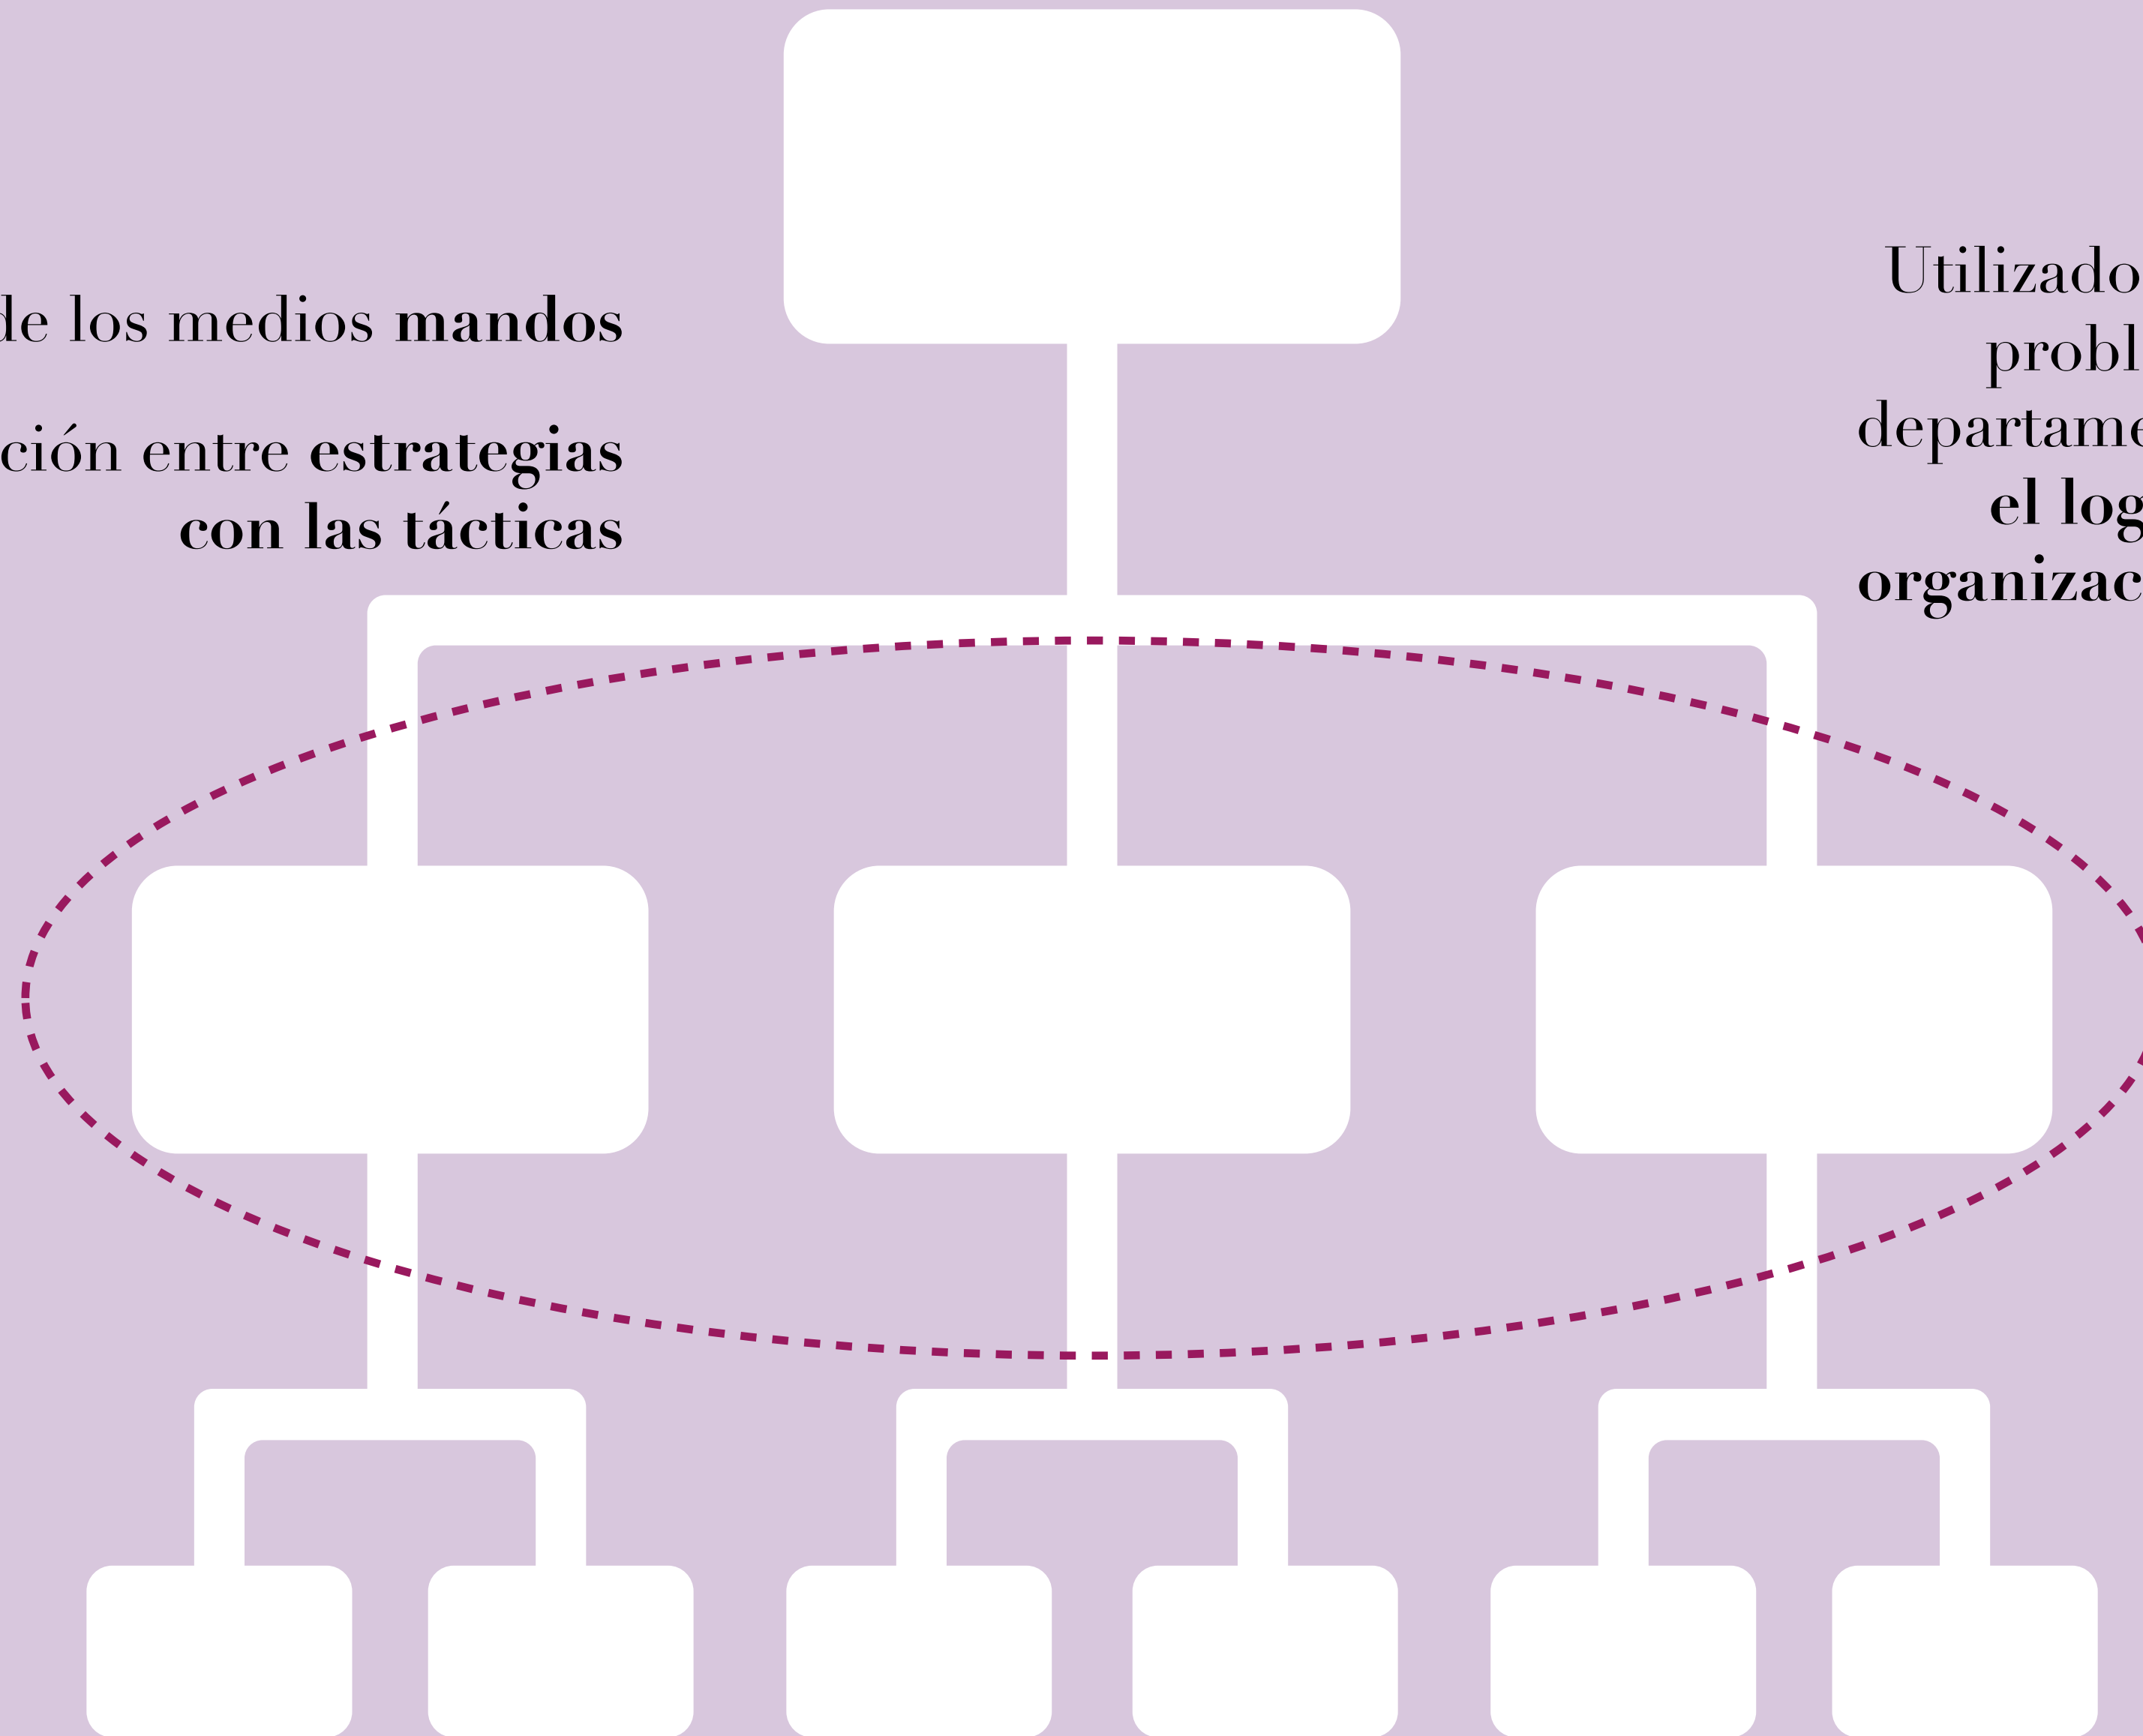 de los medios mandos
ción entre estrategias
con las tácticas
Utilizado
probl
departame
el log
organizac